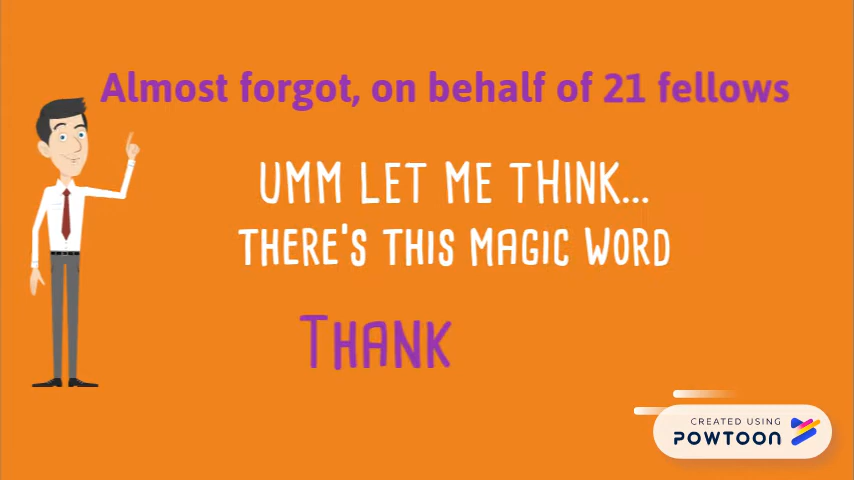 Almost forgot, on behalf of 21 fellows
UMM LET ME THINK...
THERE'S THIS MAGIC WORD
THANK
CREATED USING
POWTOON